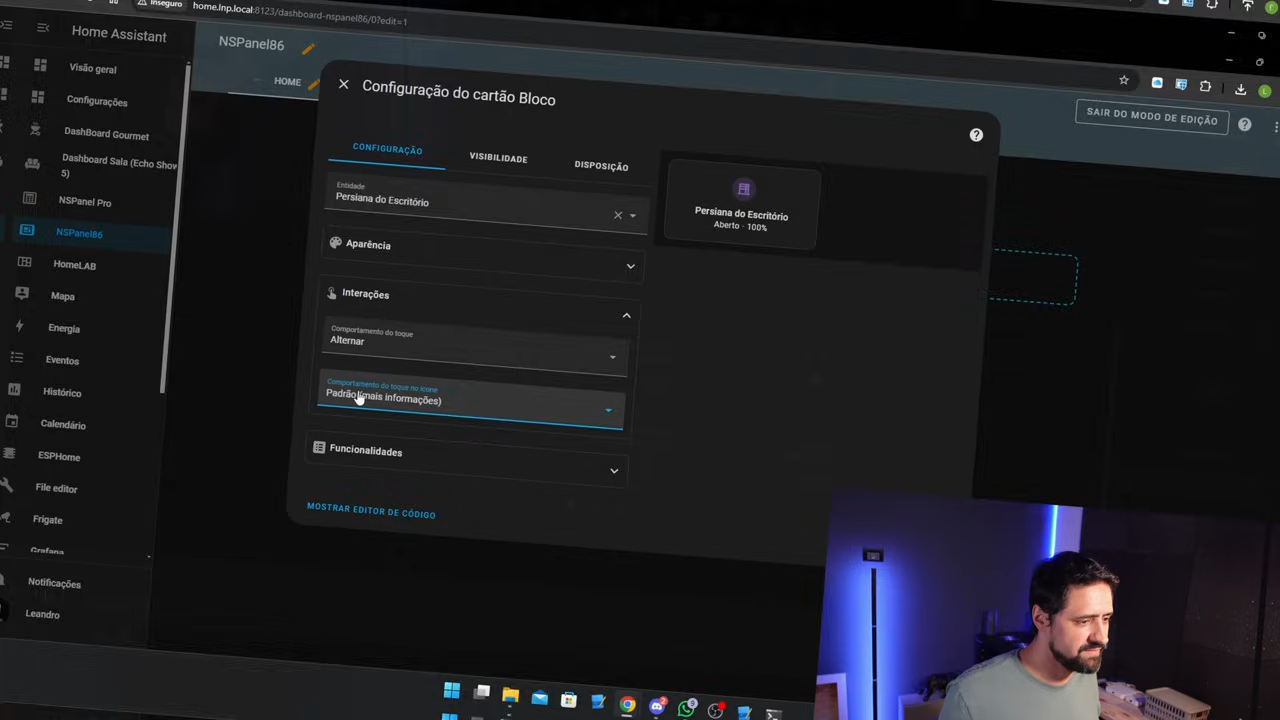 Inseguro
home.lnp.local:8123/dashboard-nspanel86/0?edit=1
Home Assistant
NSPanel86
HOME
SAIR DO MODO DE EDIÇÃO
Visão geral
Configurações
DashBoard Gourmet
Dashboard Sala (Echo Show
5)
NSPanel Pro
NSPanel86
HomeLAB
Mapa
Energia
Eventos
Histórico
Calendário
ESPHome
File editor
Frigate
Grafana
Notificações
Leandro
Configuração do cartão Bloco
CONFIGURAÇÃO
VISIBILIDADE
DISPOSIÇÃO
Entidade
Persiana do Escritório
Aparência
Interações
Comportamento do toque
Alternar
Comportamento do toque no ícone
Padrão (mais informações)
Funcionalidades
MOSTRAR EDITOR DE CÓDIGO
Persiana do Escritório
Aberto · 100%